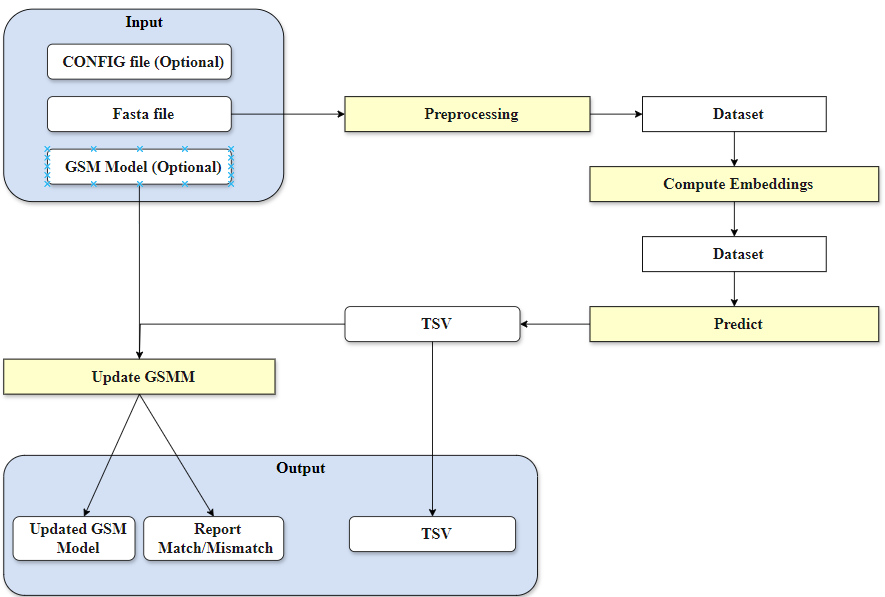 Input
CONFIG file (Optional)
Fasta file
Preprocessing
Dataset
GSM Model (Optional)
Compute Embeddings
Dataset
TSV
Predict
Update GSMM
Output
Updated GSM
Model
Report
Match/Mismatch
TSV